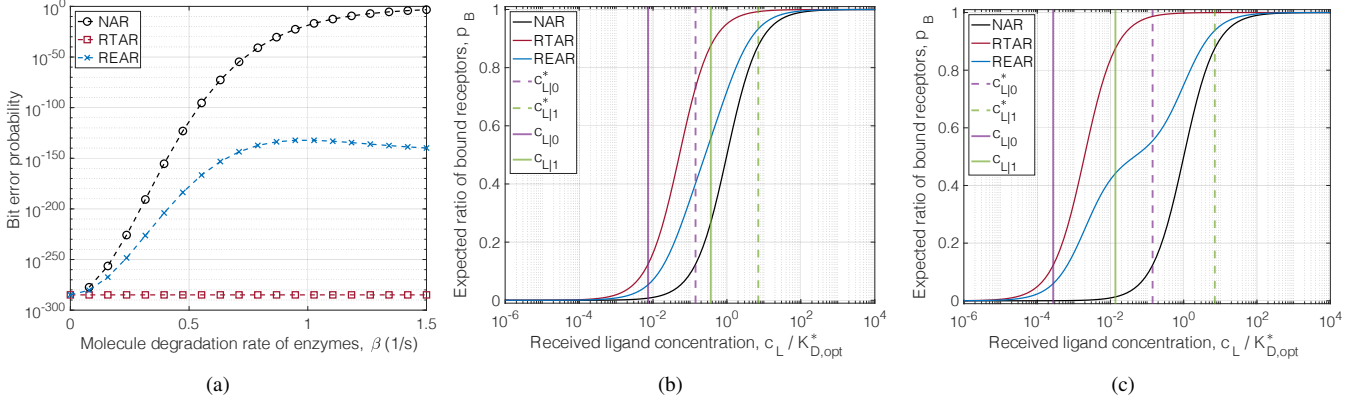 10^0
10^-50
10^-100
10^-150
10^-200
10^-250
10^-300
Bit error probability
NAR
RTAR
REAR
0
0.5
1
1.5
Molecule degradation rate of enzymes, β (1/s)
(a)
1
0.8
0.6
0.4
0.2
0
Expected ratio of bound receptors, p_B
NAR
RTAR
REAR
c*_L|0
c*_L|1
c_L|0
c_L|1
10^-6
10^-4
10^-2
10^0
10^2
10^4
Received ligand concentration, c_L / K*_D,opt
(b)
1
0.8
0.6
0.4
0.2
0
Expected ratio of bound receptors, p_B
NAR
RTAR
REAR
c*_L|0
c*_L|1
c_L|0
c_L|1
10^-6
10^-4
10^-2
10^0
10^2
10^4
Received ligand concentration, c_L / K*_D,opt
(c)